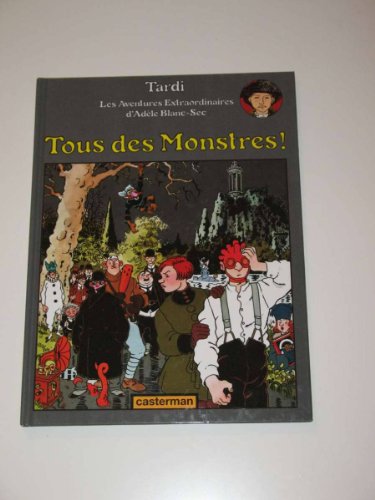 Tardi
Les Aventures Extraordinaires
d'Adèle Blanc-Sec
Tous des Monstres!
casterman